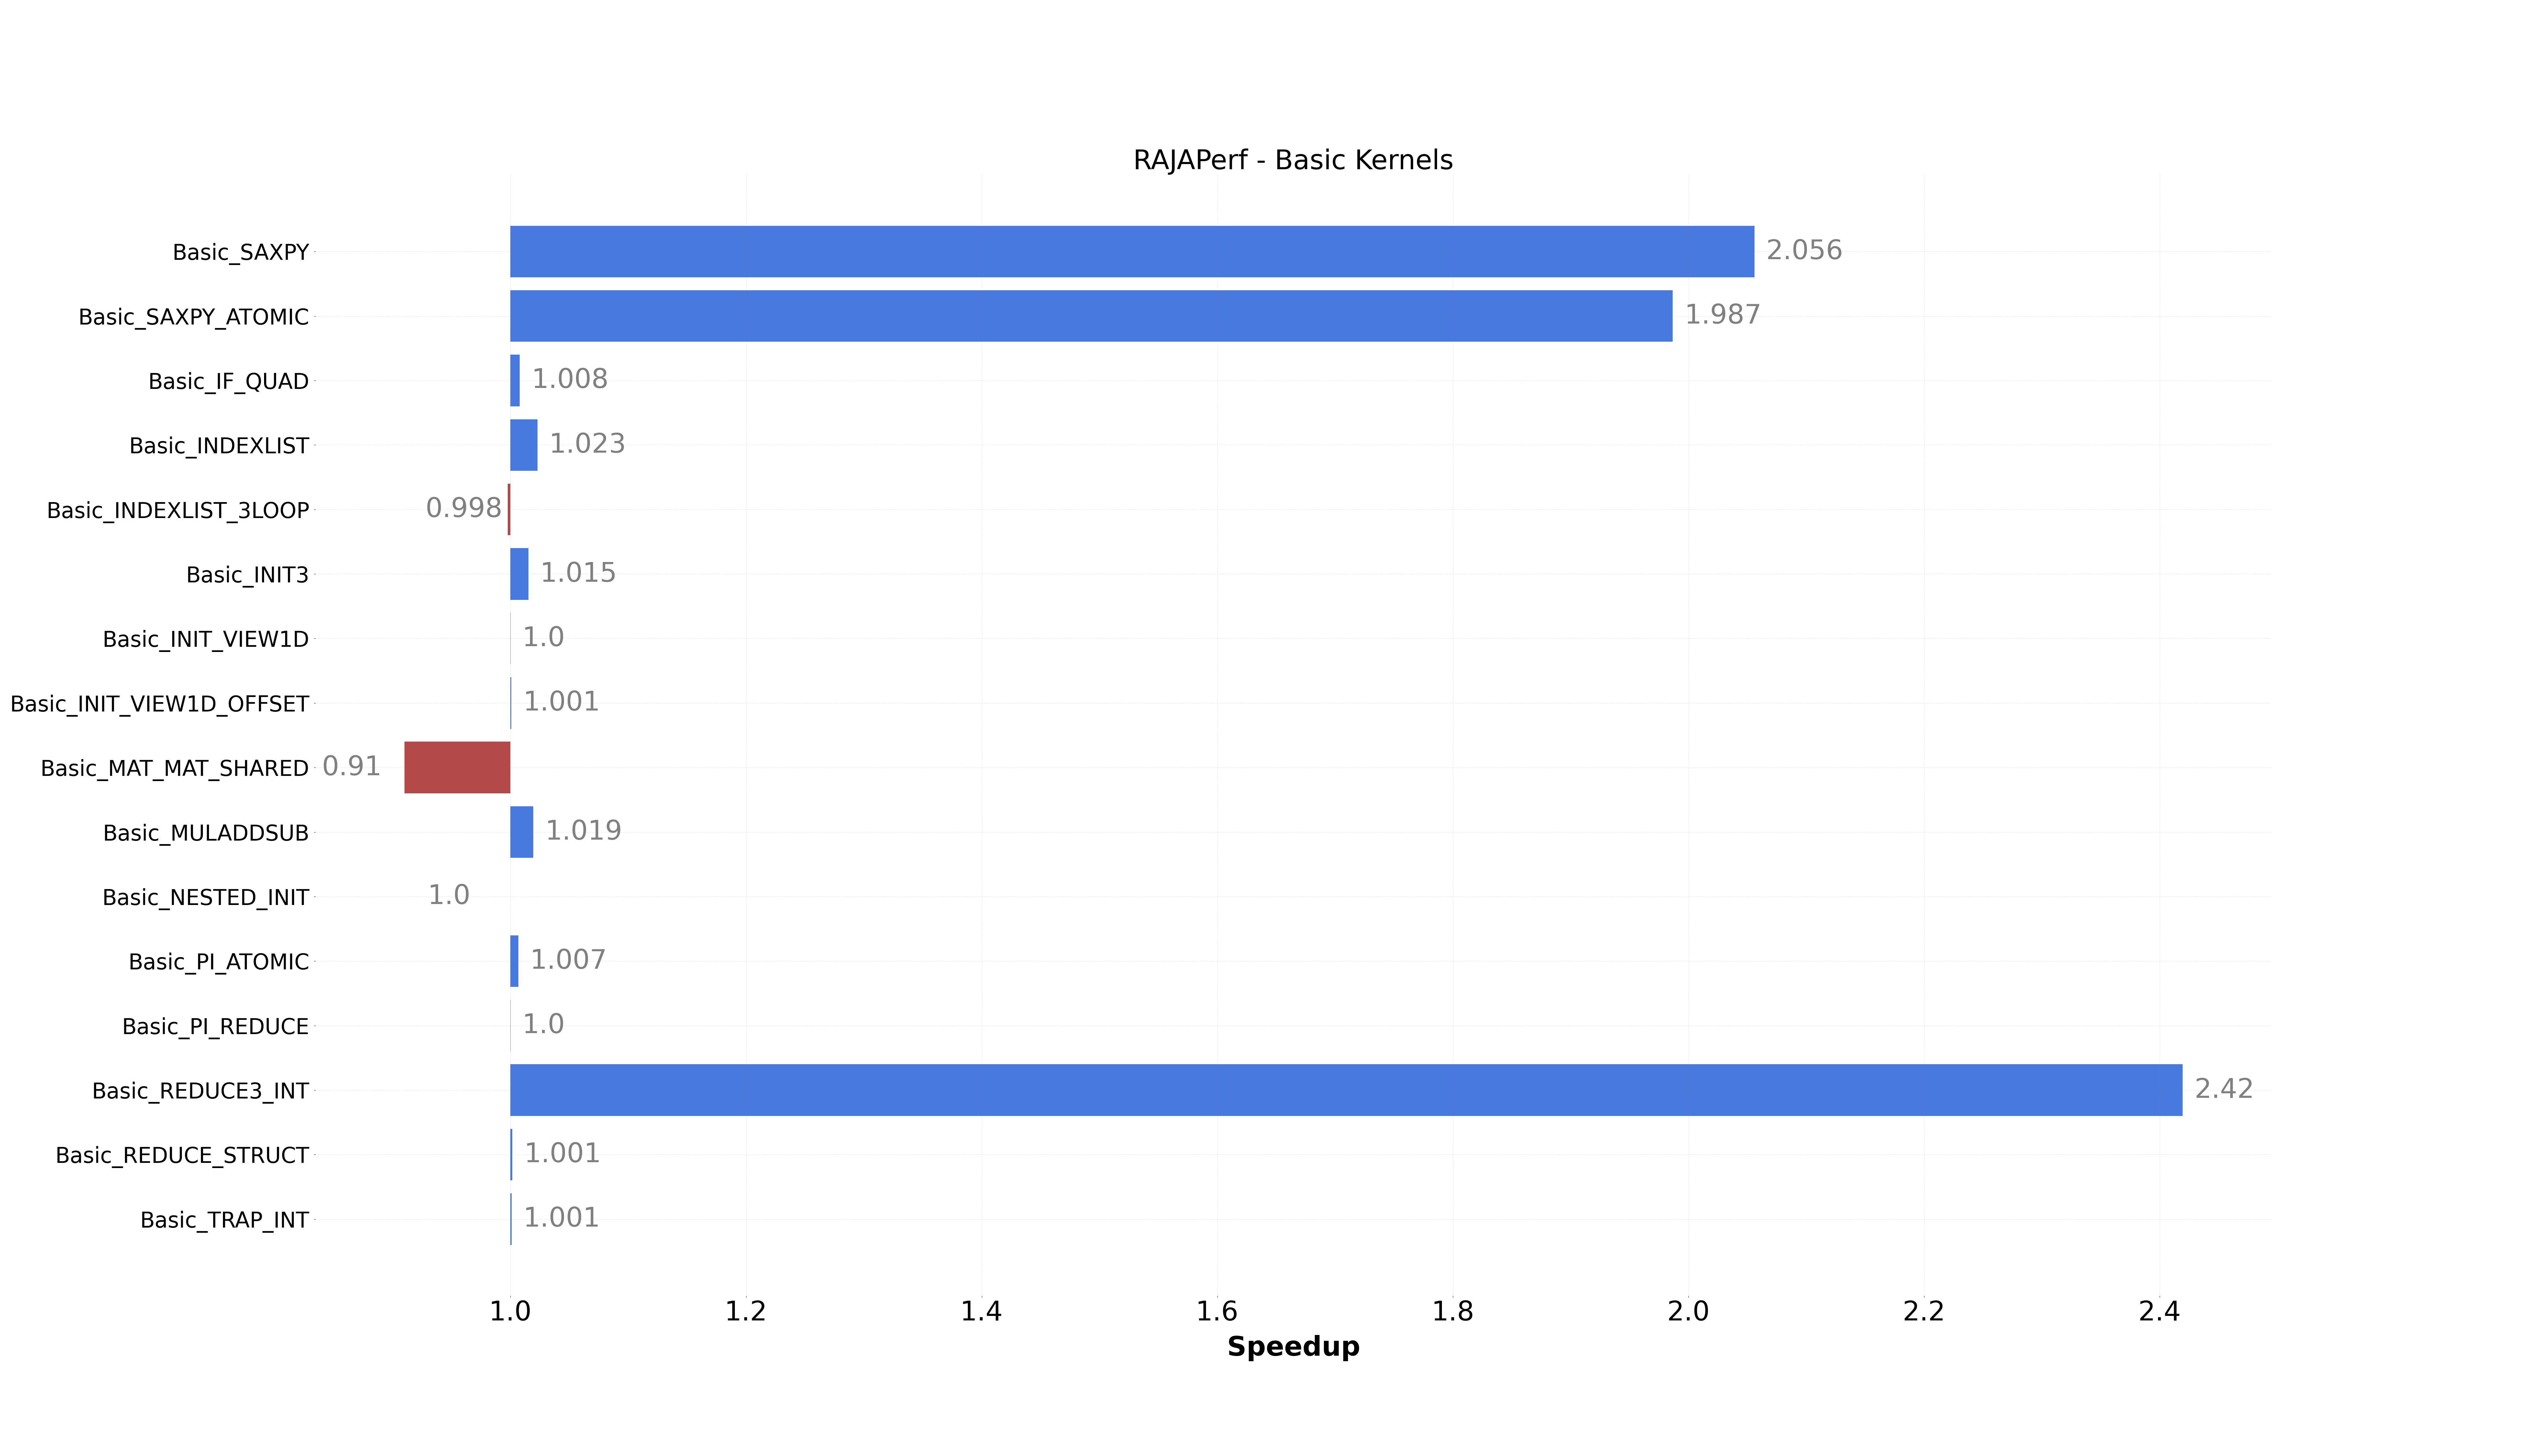 RAJAPerf - Basic Kernels
Basic_SAXPY 2.056
Basic_SAXPY_ATOMIC 1.987
Basic_IF_QUAD 1.008
Basic_INDEXLIST 1.023
Basic_INDEXLIST_3LOOP 0.998
Basic_INIT3 1.015
Basic_INIT_VIEW1D 1.0
Basic_INIT_VIEW1D_OFFSET 1.001
Basic_MAT_MAT_SHARED 0.91
Basic_MULADDSUB 1.019
Basic_NESTED_INIT 1.0
Basic_PI_ATOMIC 1.007
Basic_PI_REDUCE 1.0
Basic_REDUCE3_INT 2.42
Basic_REDUCE_STRUCT 1.001
Basic_TRAP_INT 1.001
1.0 1.2 1.4 1.6 1.8 2.0 2.2 2.4
Speedup